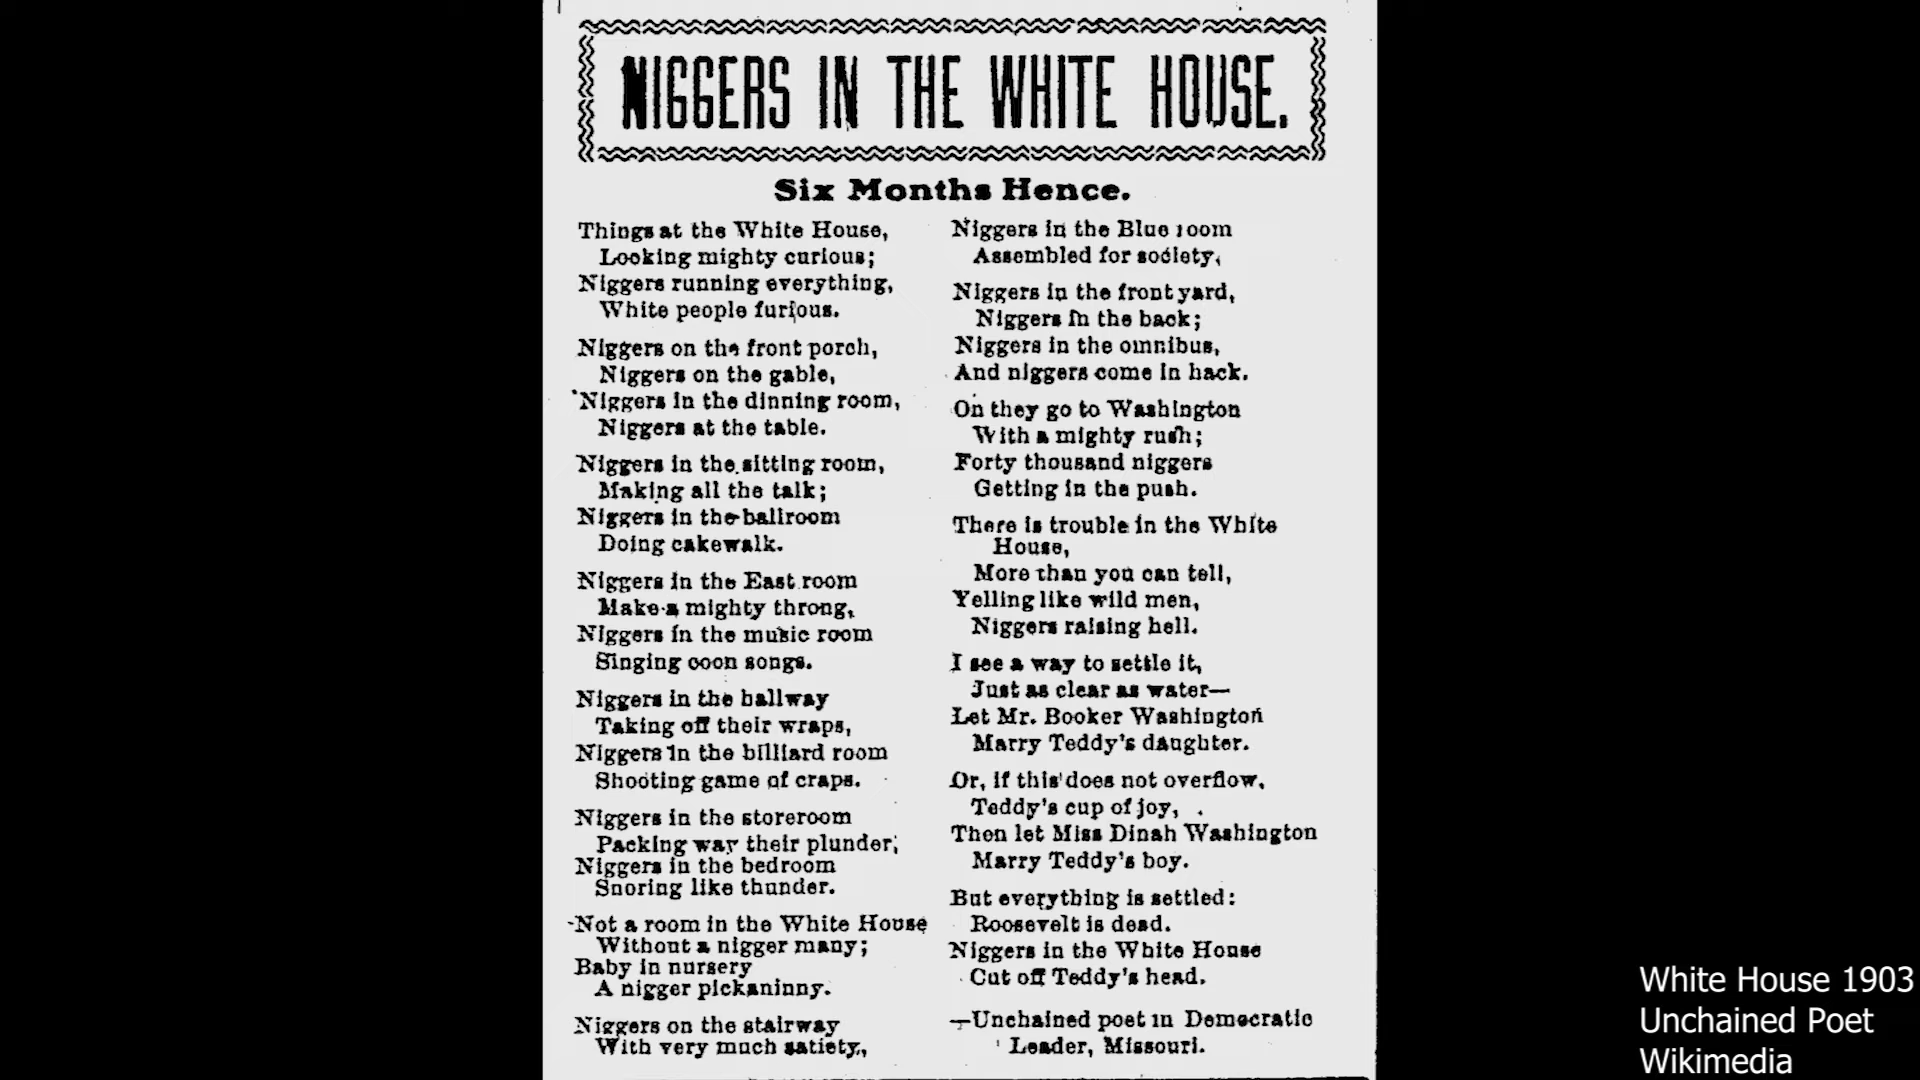 NIGGERS IN THE WHITE HOUSE.
Six Months Hence.
Things at the White House,
Looking mighty curious;
Niggers running everything,
White people furious.
Niggers on the front porch,
Niggers on the gable,
Niggers in the dinning room,
Niggers at the table.
Niggers in the sitting room,
Making all the talk;
Niggers in the ballroom
Doing cakewalk.
Niggers in the East room
Make a mighty throng,
Niggers in the music room
Singing coon songs.
Niggers in the hallway
Taking off their wraps,
Niggers in the billiard room
Shooting game of craps.
Niggers in the storeroom
Packing way their plunder;
Niggers in the bedroom
Snoring like thunder.
Not a room in the White House
Without a nigger many;
Baby in nursery
A nigger pickaninny.
Niggers on the stairway
With very much satiety,
Niggers in the Blue room
Assembled for society,
Niggers in the front yard,
Niggers in the back;
Niggers in the omnibus,
And niggers come in hack.
On they go to Washington
With a mighty rush;
Forty thousand niggers
Getting in the push.
There is trouble in the White
House,
More than you can tell,
Yelling like wild men,
Niggers raising hell.
I see a way to settle it,
Just as clear as water—
Let Mr. Booker Washington
Marry Teddy's daughter.
Or, if this does not overflow,
Teddy's cup of joy,
Then let Miss Dinah Washington
Marry Teddy's boy.
But everything is settled:
Roosevelt is dead.
Niggers in the White House
Cut off Teddy's head.
—Unchained poet in Democratic
Leader, Missouri.
White House 1903
Unchained Poet
Wikimedia